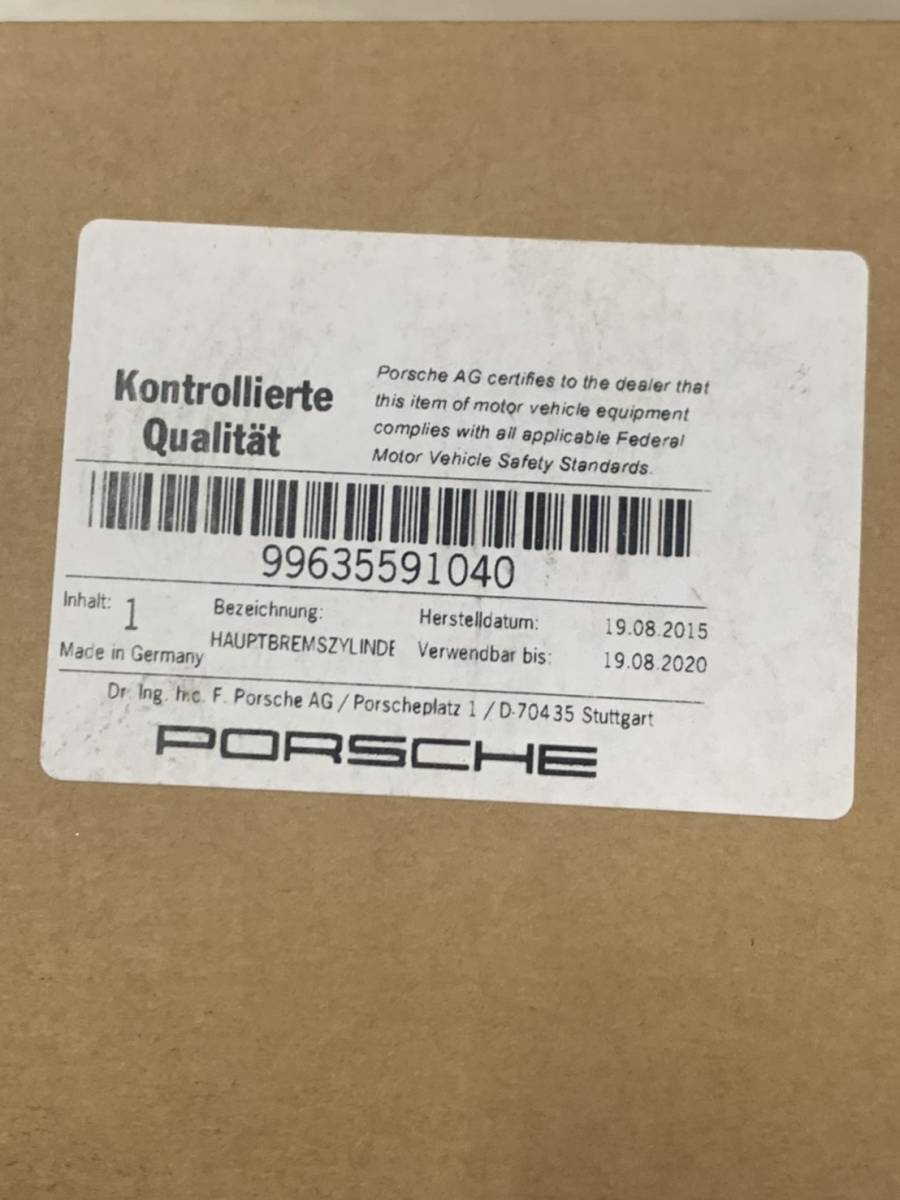 Kontrollierte
Qualität
Porsche AG certifies to the dealer that
this item of motor vehicle equipment
complies with all applicable Federal
Motor Vehicle Safety Standards.
99635591040
Inhalt: 1
Bezeichnung:
Herstelldatum: 19.08.2015
Made in Germany
HAUPTBREMSZYLINDE
Verwendbar bis: 19.08.2020
Dr. Ing. h.c. F. Porsche AG / Porscheplatz 1 / D-70435 Stuttgart
PORSCHE